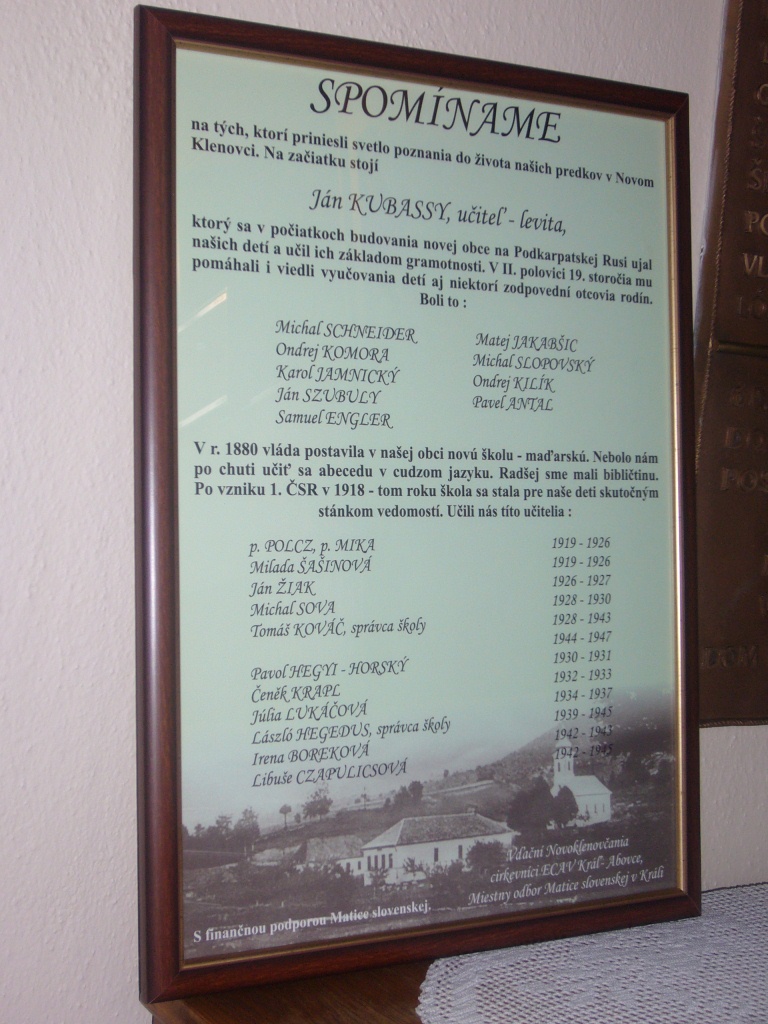 SPOMÍNAME
na tých, ktorí priniesli svetlo poznania do života našich predkov v Novom
Klenovci. Na začiatku stojí
Ján KUBASSY, učiteľ - levita,
ktorý sa v počiatkoch budovania novej obce na Podkarpatskej Rusi ujal
našich detí a učil ich základom gramotnosti. V II. polovici 19. storočia mu
pomáhali i viedli vyučovania detí aj niektorí zodpovední otcovia rodín.
Boli to :
Michal SCHNEIDER
Ondrej KOMORA
Karol JAMNICKÝ
Ján SZUBULY
Samuel ENGLER
Matej JAKABŠIC
Michal SLOPOVSKÝ
Ondrej KILÍK
Pavel ANTAL
V r. 1880 vláda postavila v našej obci novú školu - maďarskú. Nebolo nám
po chuti učiť sa abecedu v cudzom jazyku. Radšej sme mali bibličtinu.
Po vzniku 1. ČSR v 1918 - tom roku škola sa stala pre naše deti skutočným
stánkom vedomostí. Učili nás títo učitelia :
p. POLCZ, p. MIKA 1919 - 1926
Milada ŠAŠINOVÁ 1919 - 1926
Ján ŽIAK 1926 - 1927
Michal SOVA 1928 - 1930
Tomáš KOVÁČ, správca školy 1928 - 1943
1944 - 1947
Pavol HEGYI - HORSKÝ 1930 - 1931
Čeněk KRAPL 1932 - 1933
Júlia LUKÁČOVÁ 1934 - 1937
László HEGEDUS, správca školy 1939 - 1945
Irena BOREKOVÁ 1942 - 1943
Libuše CZAPULICSOVÁ 1942 - 1945
Vďační Novoklenovčania
cirkevníci ECAV Kráľ- Abovce,
Miestny odbor Matice slovenskej v Králi
S finančnou podporou Matice slovenskej.